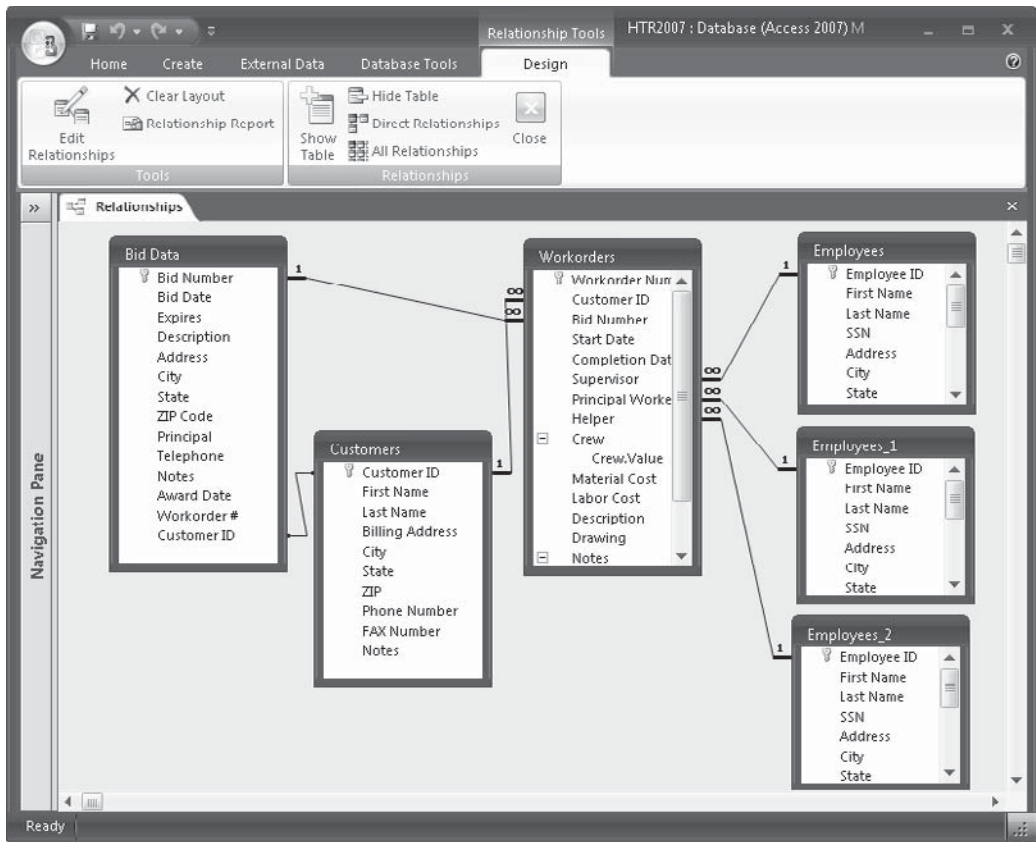 Relationship Tools
HTR2007 : Database (Access 2007) M
Home Create External Data Database Tools Design
Edit Relationships
Clear Layout
Relationship Report
Tools
Show Table
Hide Table
Direct Relationships
All Relationships
Close
Relationships
»
Relationships
Navigation Pane
Bid Data
Bid Number
Bid Date
Expires
Description
Address
City
State
ZIP Code
Principal
Telephone
Notes
Award Date
Workorder #
Customer ID
1
Customers
Customer ID
First Name
Last Name
Billing Address
City
State
ZIP
Phone Number
FAX Number
Notes
1
∞
∞
Workorders
Workorder Num
Customer ID
Bid Number
Start Date
Completion Dat
Supervisor
Principal Worke
Helper
Crew
Crew.Value
Material Cost
Labor Cost
Description
Drawing
Notes
∞
∞
∞
1
Employees
Employee ID
First Name
Last Name
SSN
Address
City
State
1
Employees_1
Employee ID
First Name
Last Name
SSN
Address
City
State
1
Employees_2
Employee ID
First Name
Last Name
SSN
Address
City
State
Ready